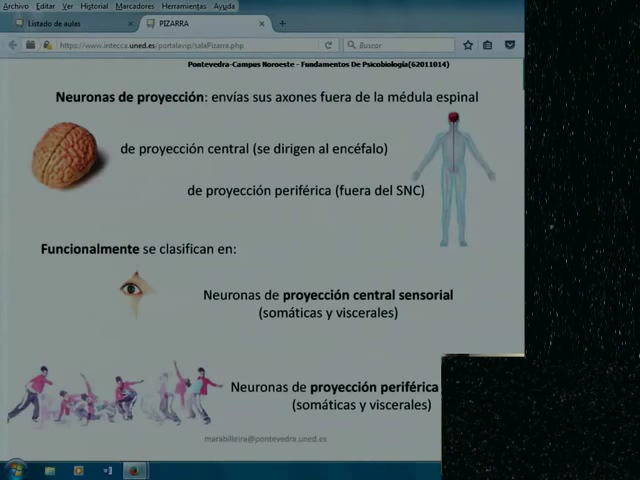 Archivo Editar Ver Historial Marcadores Herramientas Ayuda
Listado de aulas
PIZARRA
https://www.intecca.uned.es/portalavip/salaPizarra.php
Buscar
Pontevedra-Campus Noroeste - Fundamentos De Psicobiología(62011014)
Neuronas de proyección: envías sus axones fuera de la médula espinal
de proyección central (se dirigen al encéfalo)
de proyección periférica (fuera del SNC)
Funcionalmente se clasifican en:
Neuronas de proyección central sensorial
(somáticas y viscerales)
Neuronas de proyección periférica
(somáticas y viscerales)
marabilleira@pontevedra.uned.es